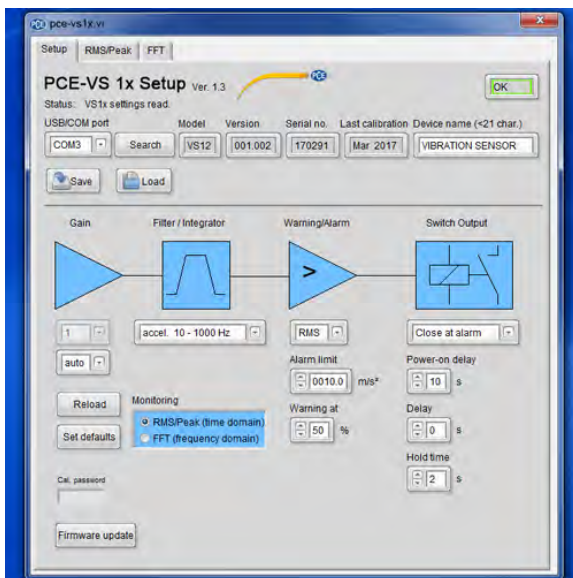 pce-vs1x.vi
Setup RMS/Peak FFT
PCE-VS 1x Setup Ver. 1.3
PCE
OK
Status: VS1x settings read.
USB/COM port Model Version Serial no. Last calibration Device name (<21 char.)
COM3 Search VS12 001.002 170291 Mar 2017 VIBRATION SENSOR
Save Load
Gain Filter / Integrator Warning/Alarm Switch Output
>
1 accel. 10 - 1000 Hz RMS Close at alarm
auto Alarm limit Power-on delay
0010.0 m/s² 10 s
Reload Monitoring Warning at Delay
RMS/Peak (time domain)
Set defaults FFT (frequency domain) 50 % 0 s
Hold time
2 s
Cal. password
Firmware update